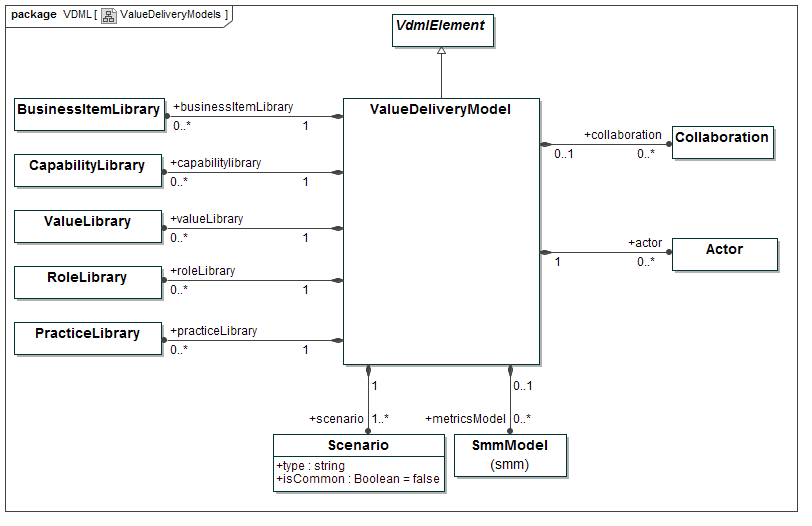 package VDML [ ValueDeliveryModels ]
VdmlElement
ValueDeliveryModel
BusinessItemLibrary
+businessItemLibrary
0..*
1
CapabilityLibrary
+capabilitylibrary
0..*
1
ValueLibrary
+valueLibrary
0..*
1
RoleLibrary
+roleLibrary
0..*
1
PracticeLibrary
+practiceLibrary
0..*
1
+collaboration
0..1
0..*
Collaboration
+actor
1
0..*
Actor
1
+scenario
1..*
Scenario
+type : string
+isCommon : Boolean = false
0..1
+metricsModel
0..*
SmmModel
(smm)